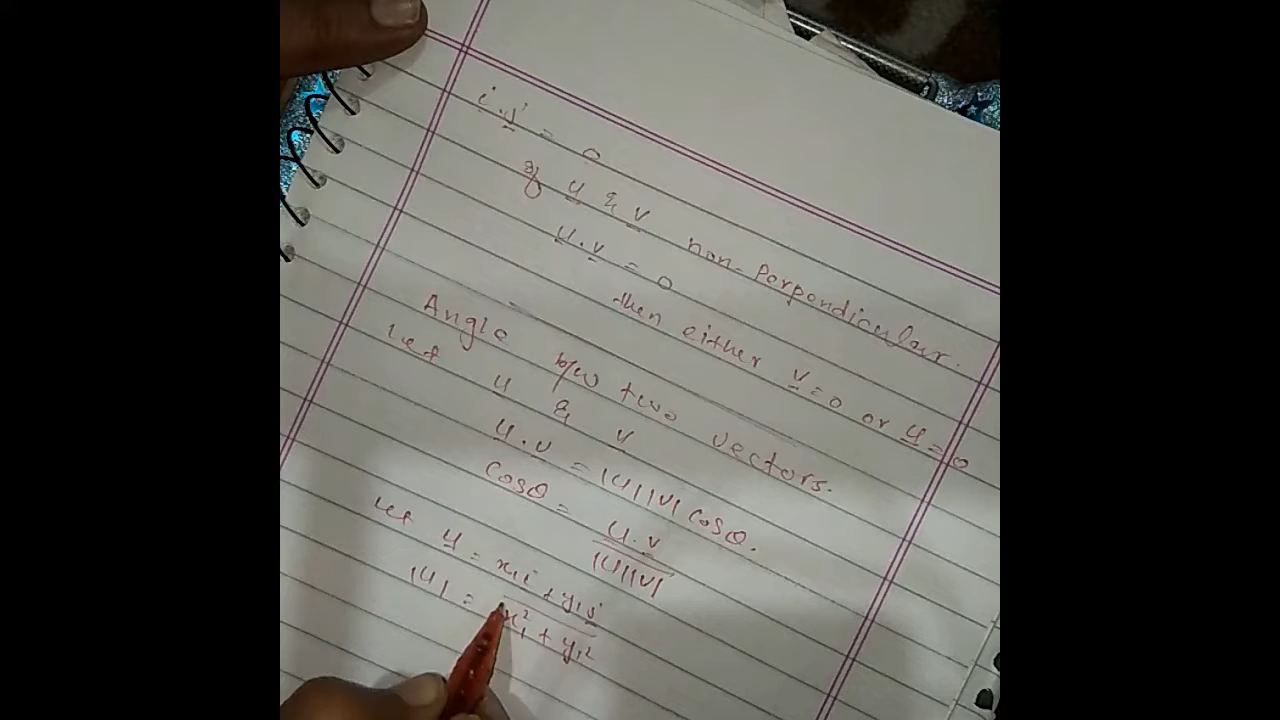 i . j = 0
If u & v non-Perpendicular.
u . v = 0
then either v = 0 or u = 0
Angle b/w two vectors.
Let u & v
u . v = |u||v| cosθ.
cosθ = u . v / |u||v|
Let u = x₁i + y₁j
|u| = √x₁² + y₁²